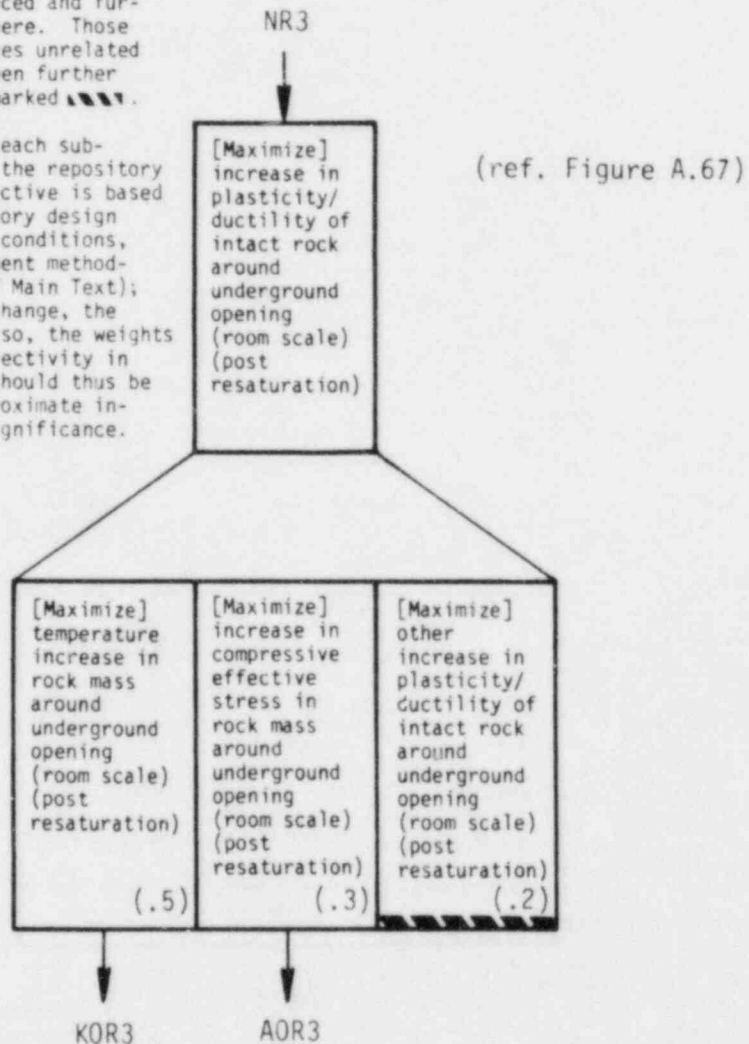 ced and fur-
ere. Those
es unrelated
en further
arked
each sub-
the repository
ctive is based
ory design
conditions,
ent method-
Main Text);
hange, the
so, the weights
ectivity in
hould thus be
oximate in-
gnificance.
NR3
(ref. Figure A.67)
[Maximize]
increase in
plasticity/
ductility of
intact rock
around
underground
opening
(room scale)
(post
resaturation)
[Maximize]
temperature
increase in
rock mass
around
underground
opening
(room scale)
(post
resaturation)
(.5)
[Maximize]
increase in
compressive
effective
stress in
rock mass
around
underground
opening
(room scale)
(post
resaturation)
(.3)
[Maximize]
other
increase in
plasticity/
ductility of
intact rock
around
underground
opening
(room scale)
(post
resaturation)
(.2)
KOR3
AOR3